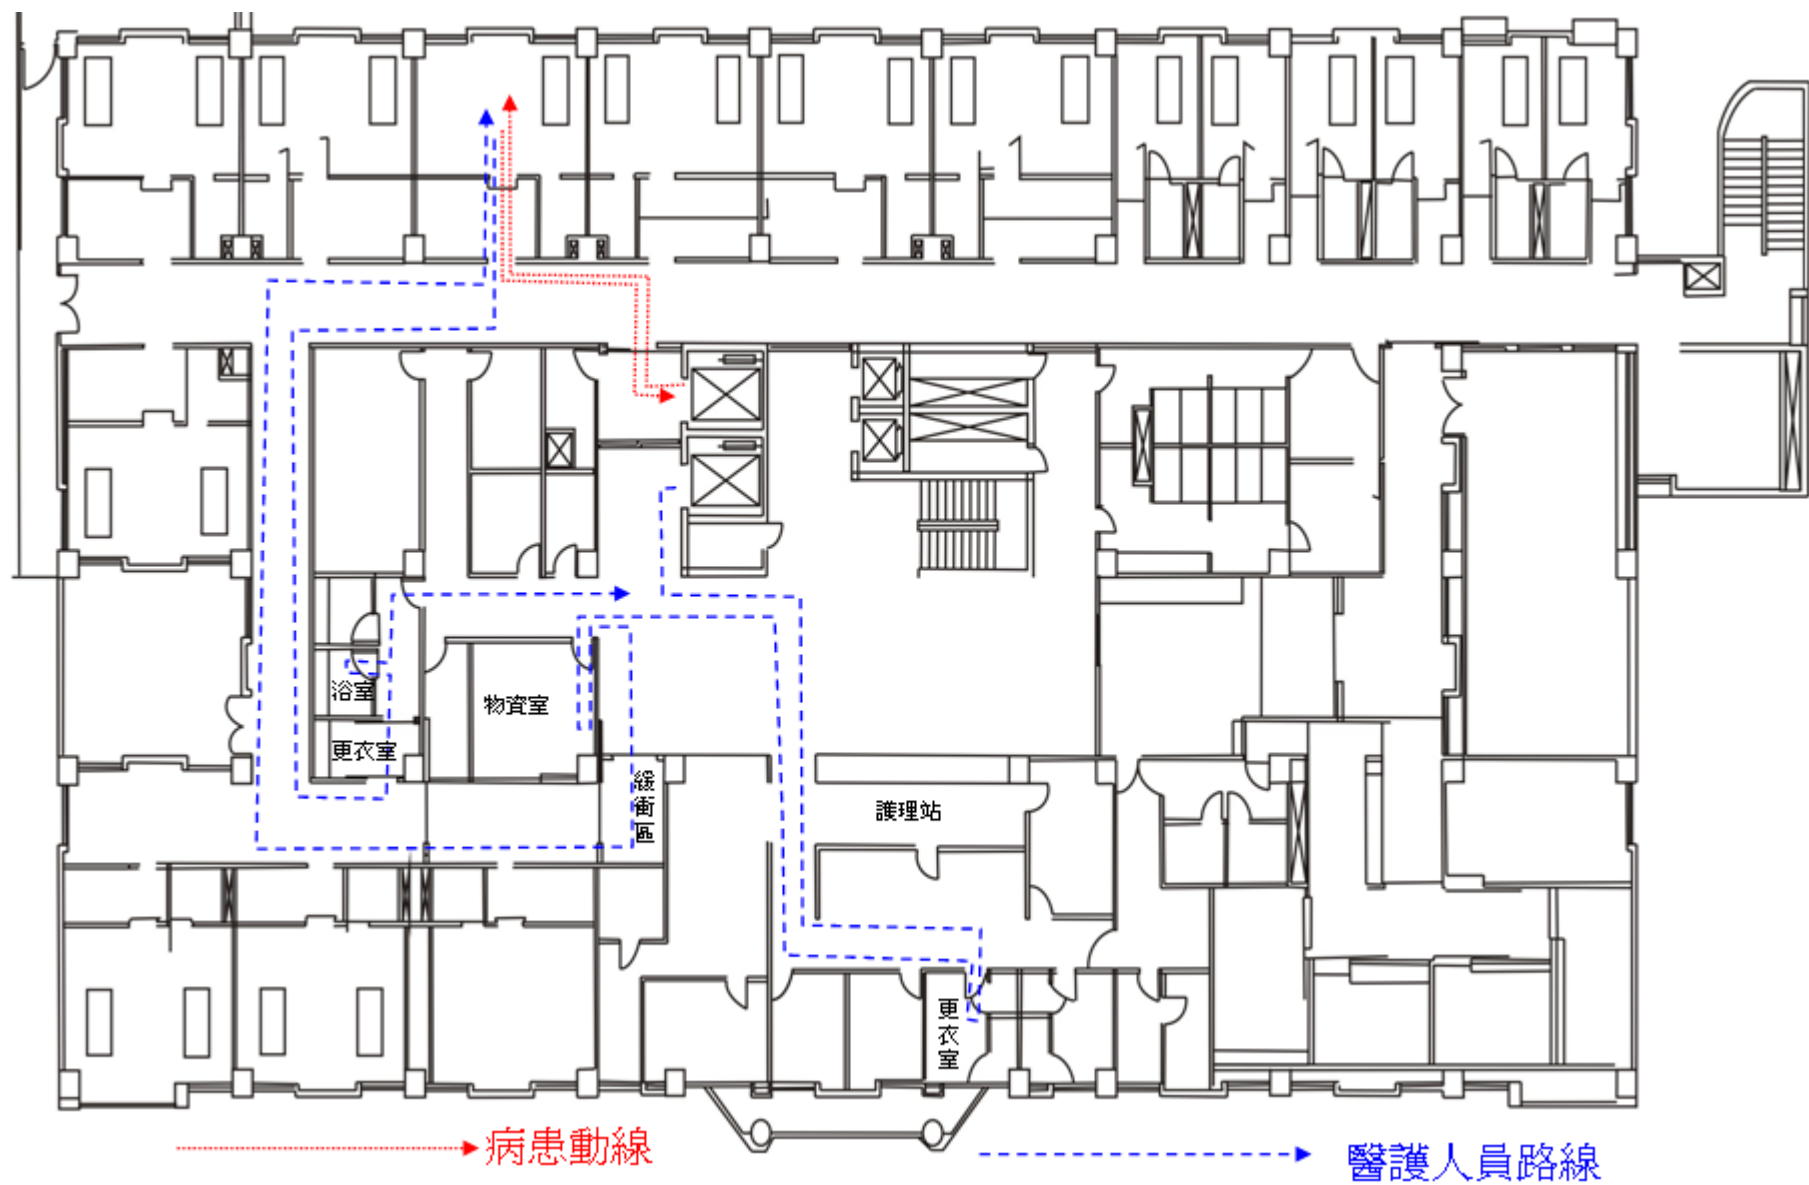 浴室
物資室
更衣室
緩衝區
護理站
更衣室
病患動線
醫護人員路線